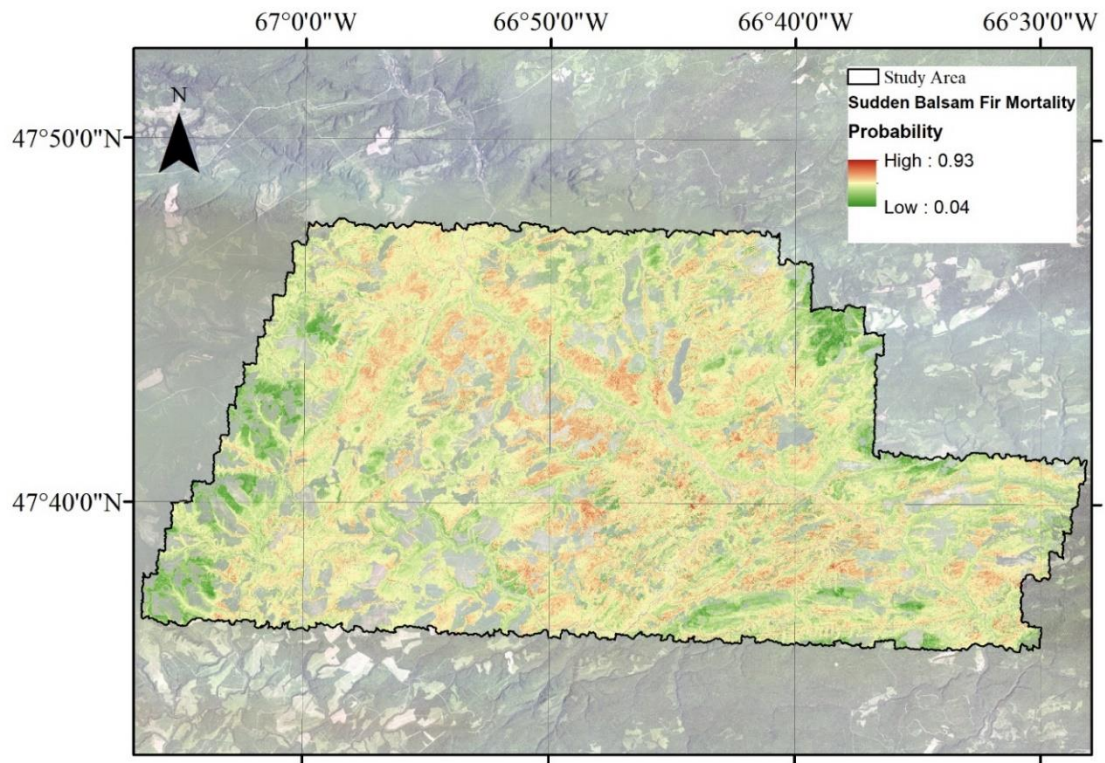 67°0'0"W 66°50'0"W 66°40'0"W 66°30'0"W
N
Study Area
Sudden Balsam Fir Mortality
Probability
High : 0.93
Low : 0.04
47°50'0"N
47°40'0"N